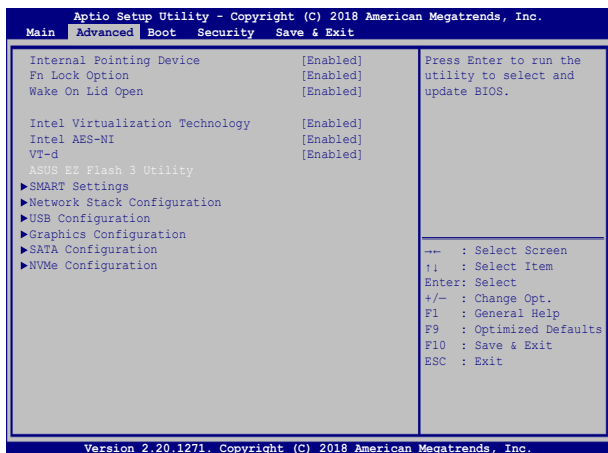 Aptio Setup Utility - Copyright (C) 2018 American Megatrends, Inc.
Main Advanced Boot Security Save & Exit
Internal Pointing Device [Enabled]
Fn Lock Option [Enabled]
Wake On Lid Open [Enabled]
Intel Virtualization Technology [Enabled]
Intel AES-NI [Enabled]
VT-d [Enabled]
ASUS EZ Flash 3 Utility
▶SMART Settings
▶Network Stack Configuration
▶USB Configuration
▶Graphics Configuration
▶SATA Configuration
▶NVMe Configuration
Press Enter to run the
utility to select and
update BIOS.
→← : Select Screen
↑↓ : Select Item
Enter: Select
+/— : Change Opt.
F1 : General Help
F9 : Optimized Defaults
F10 : Save & Exit
ESC : Exit
Version 2.20.1271. Copyright (C) 2018 American Megatrends, Inc.